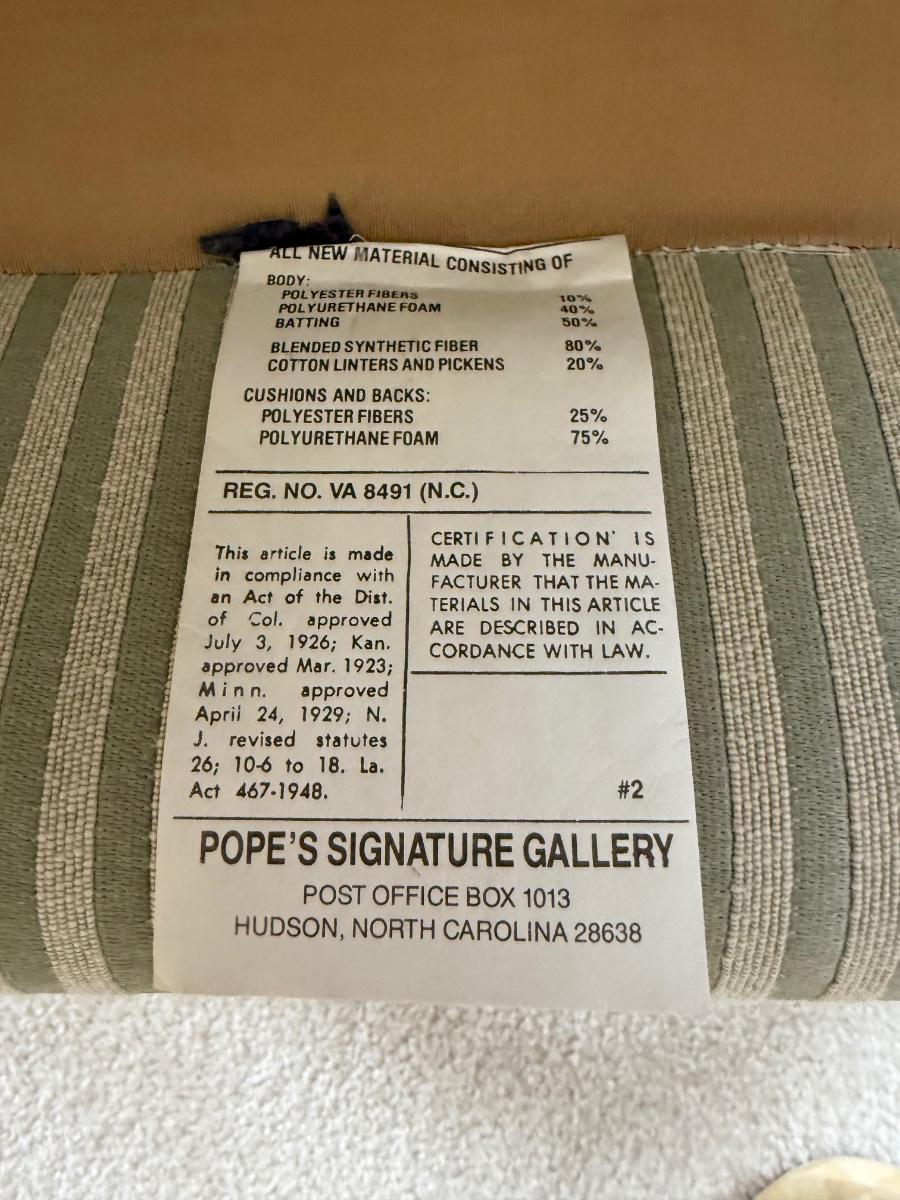 ALL NEW MATERIAL CONSISTING OF
BODY:
POLYESTER FIBERS 10%
POLYURETHANE FOAM 40%
BATTING 50%
BLENDED SYNTHETIC FIBER 80%
COTTON LINTERS AND PICKENS 20%
CUSHIONS AND BACKS:
POLYESTER FIBERS 25%
POLYURETHANE FOAM 75%
REG. NO. VA 8491 (N.C.)
This article is made
in compliance with
an Act of the Dist.
of Col. approved
July 3, 1926; Kan.
approved Mar. 1923;
Minn. approved
April 24, 1929; N.
J. revised statutes
26; 10-6 to 18. La.
Act 467-1948.
CERTIFICATION' IS
MADE BY THE MANU-
FACTURER THAT THE MA-
TERIALS IN THIS ARTICLE
ARE DESCRIBED IN AC-
CORDANCE WITH LAW.
#2
POPE'S SIGNATURE GALLERY
POST OFFICE BOX 1013
HUDSON, NORTH CAROLINA 28638